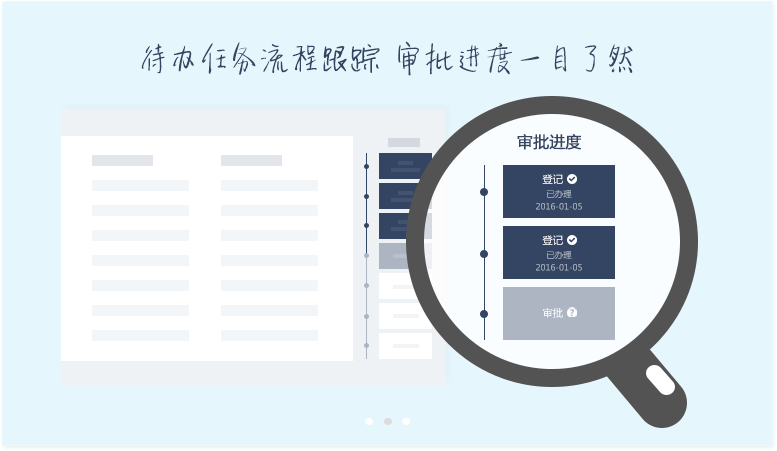 待办任务流程跟踪 审批进度一目了然
审批进度
登记
已办理
2016-01-05
登记
已办理
2016-01-05
审批 ?